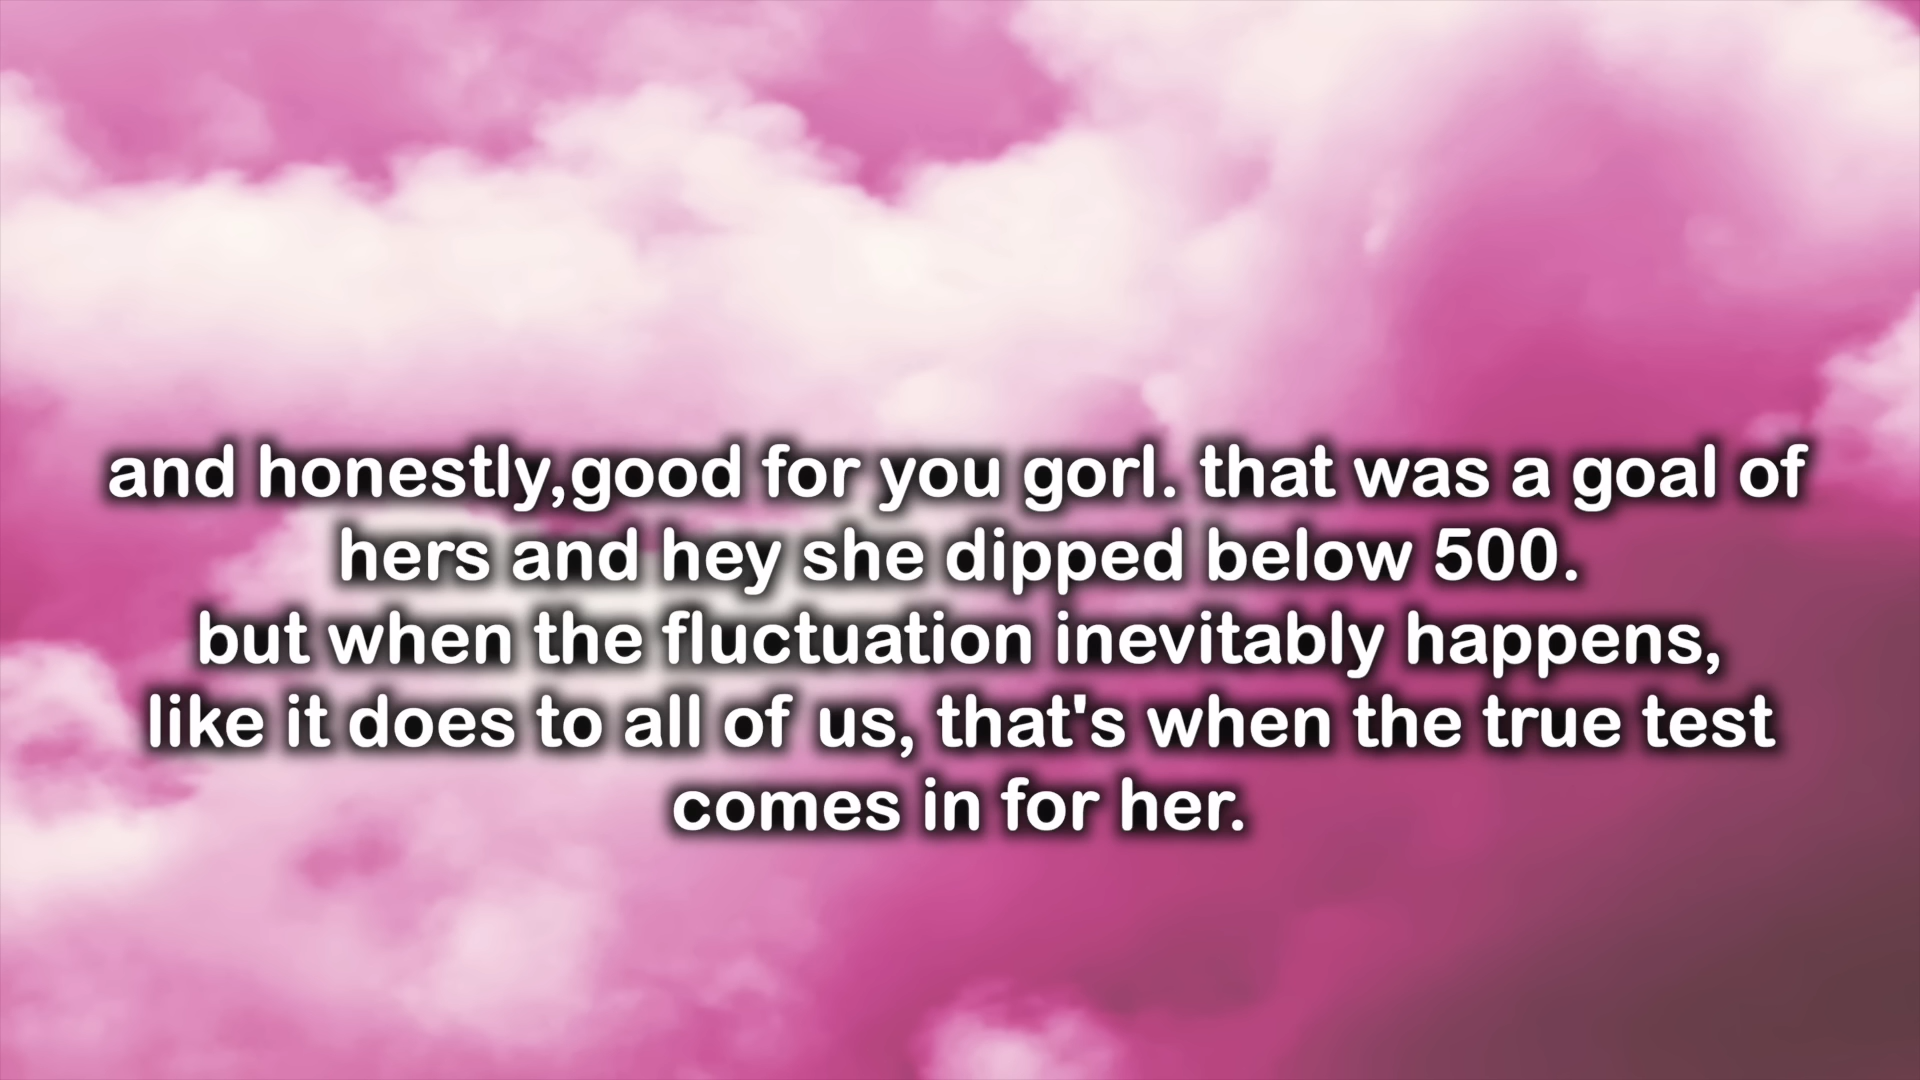 and honestly,good for you gorl. that was a goal of
hers and hey she dipped below 500.
but when the fluctuation inevitably happens,
like it does to all of us, that's when the true test
comes in for her.